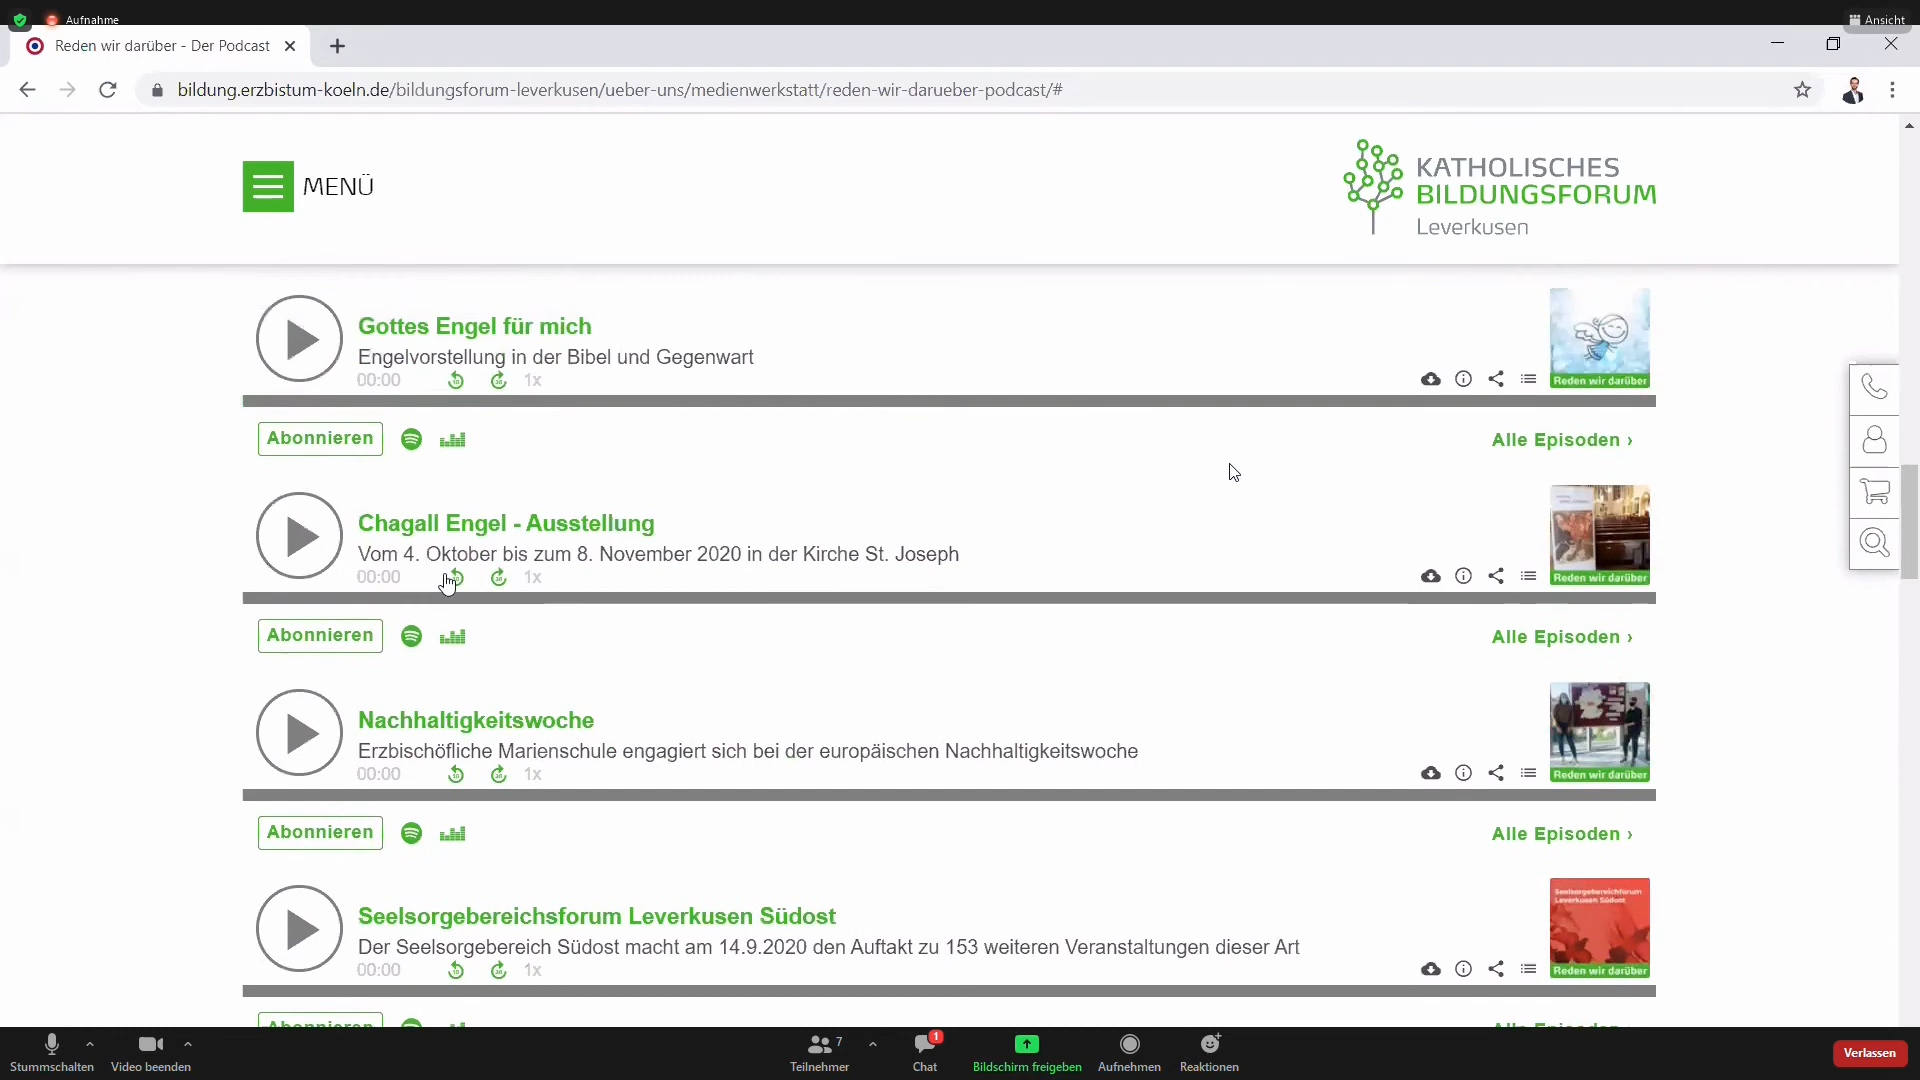 Aufnahme
Ansicht
Reden wir darüber - Der Podcast
bildung.erzbistum-koeln.de/bildungsforum-leverkusen/ueber-uns/medienwerkstatt/reden-wir-darueber-podcast/#
MENÜ
KATHOLISCHES
BILDUNGSFORUM
Leverkusen
Gottes Engel für mich
Engelvorstellung in der Bibel und Gegenwart
00:00 1x
Reden wir darüber
Abonnieren
Alle Episoden ›
Chagall Engel - Ausstellung
Vom 4. Oktober bis zum 8. November 2020 in der Kirche St. Joseph
00:00 1x
Reden wir darüber
Abonnieren
Alle Episoden ›
Nachhaltigkeitswoche
Erzbischöfliche Marienschule engagiert sich bei der europäischen Nachhaltigkeitswoche
00:00 1x
Reden wir darüber
Abonnieren
Alle Episoden ›
Seelsorgebereichsforum Leverkusen Südost
Der Seelsorgebereich Südost macht am 14.9.2020 den Auftakt zu 153 weiteren Veranstaltungen dieser Art
00:00 1x
Seelsorgebereichforum
Leverkusen Südost
Reden wir darüber
Abonnieren
Alle Episoden
Stummschalten
Video beenden
7
Teilnehmer
1
Chat
Bildschirm freigeben
Aufnehmen
Reaktionen
Verlassen